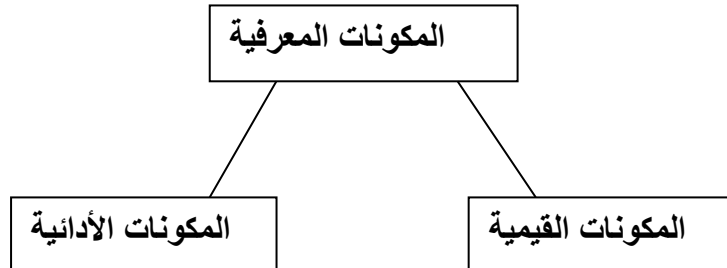 المكونات المعرفية
المكونات القيمية
المكونات الأدائية